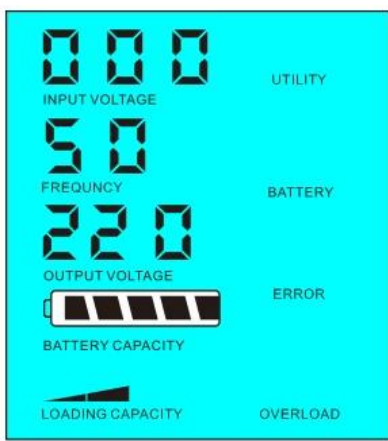 000
UTILITY
INPUT VOLTAGE
50
FREQUNCY
BATTERY
220
OUTPUT VOLTAGE
ERROR
BATTERY CAPACITY
LOADING CAPACITY
OVERLOAD